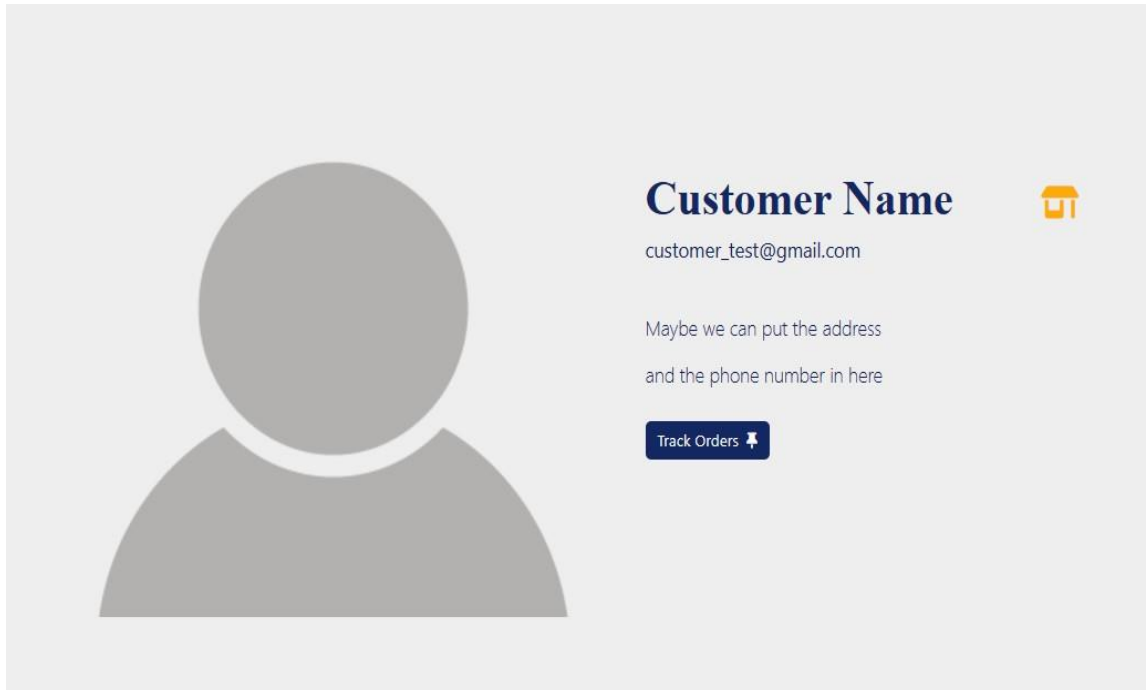 Customer Name
customer_test@gmail.com
Maybe we can put the address
and the phone number in here
Track Orders